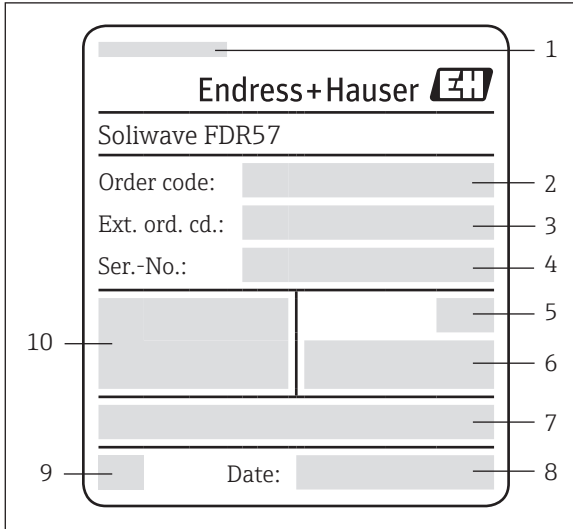 1
Endress+Hauser EH
Soliwave FDR57
Order code: 2
Ext. ord. cd.: 3
Ser.-No.: 4
5
10 6
7
9 Date: 8